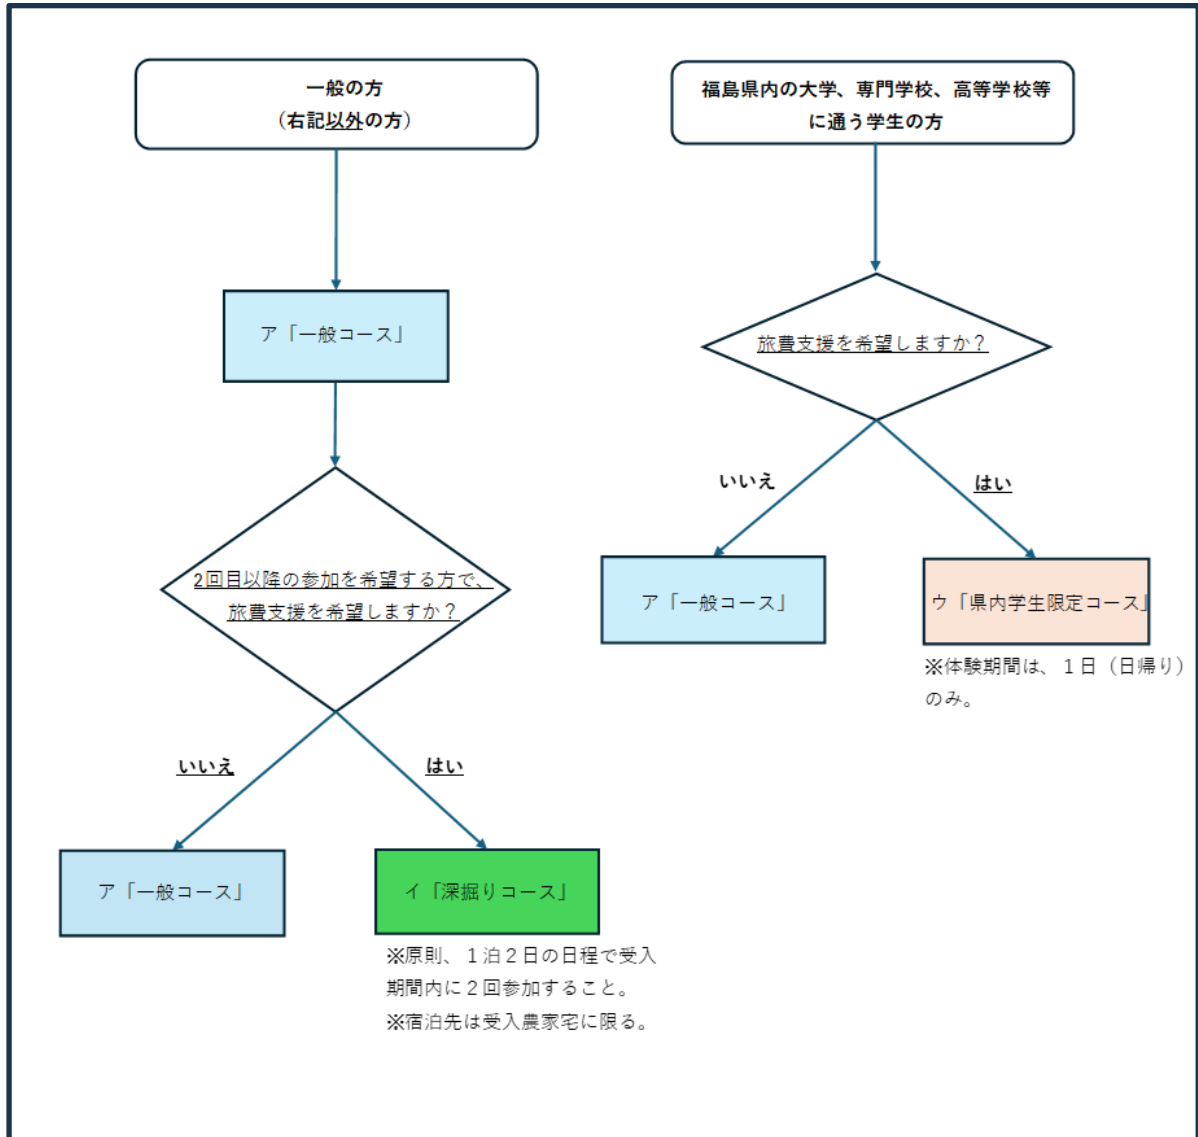 一般の方
(右記以外の方)
ア「一般コース」
2回目以降の参加を希望する方で、
旅費支援を希望しますか？
いいえ
はい
ア「一般コース」
イ「深掘りコース」
※原則、１泊２日の日程で受入
期間内に２回参加すること。
※宿泊先は受入農家宅に限る。
福島県内の大学、専門学校、高等学校等
に通う学生の方
旅費支援を希望しますか？
いいえ
はい
ア「一般コース」
ウ「県内学生限定コース」
※体験期間は、１日（日帰り）
のみ。